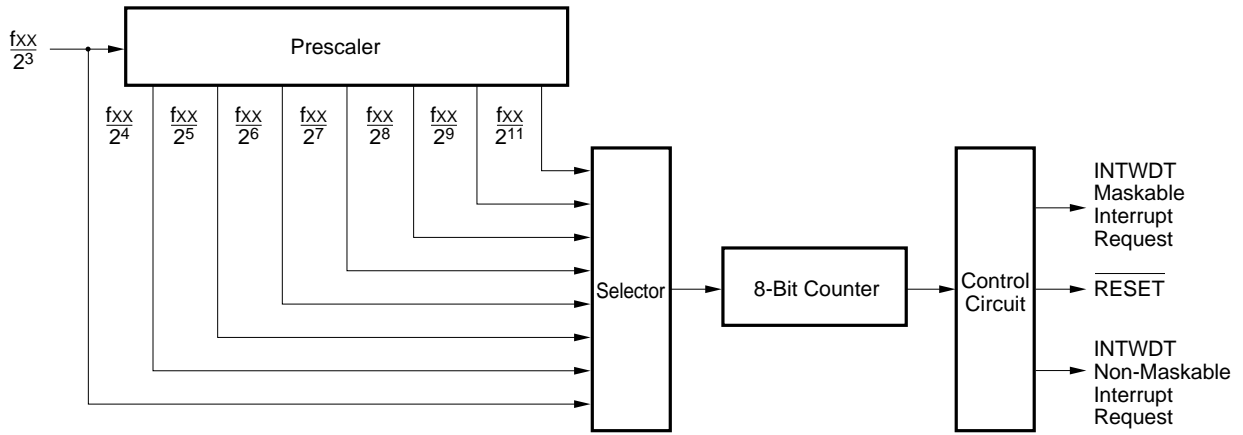 fxx
2³
Prescaler
fxx
2⁴
fxx
2⁵
fxx
2⁶
fxx
2⁷
fxx
2⁸
fxx
2⁹
fxx
2¹¹
Selector
8-Bit Counter
Control
Circuit
INTWDT
Maskable
Interrupt
Request
RESET
INTWDT
Non-Maskable
Interrupt
Request